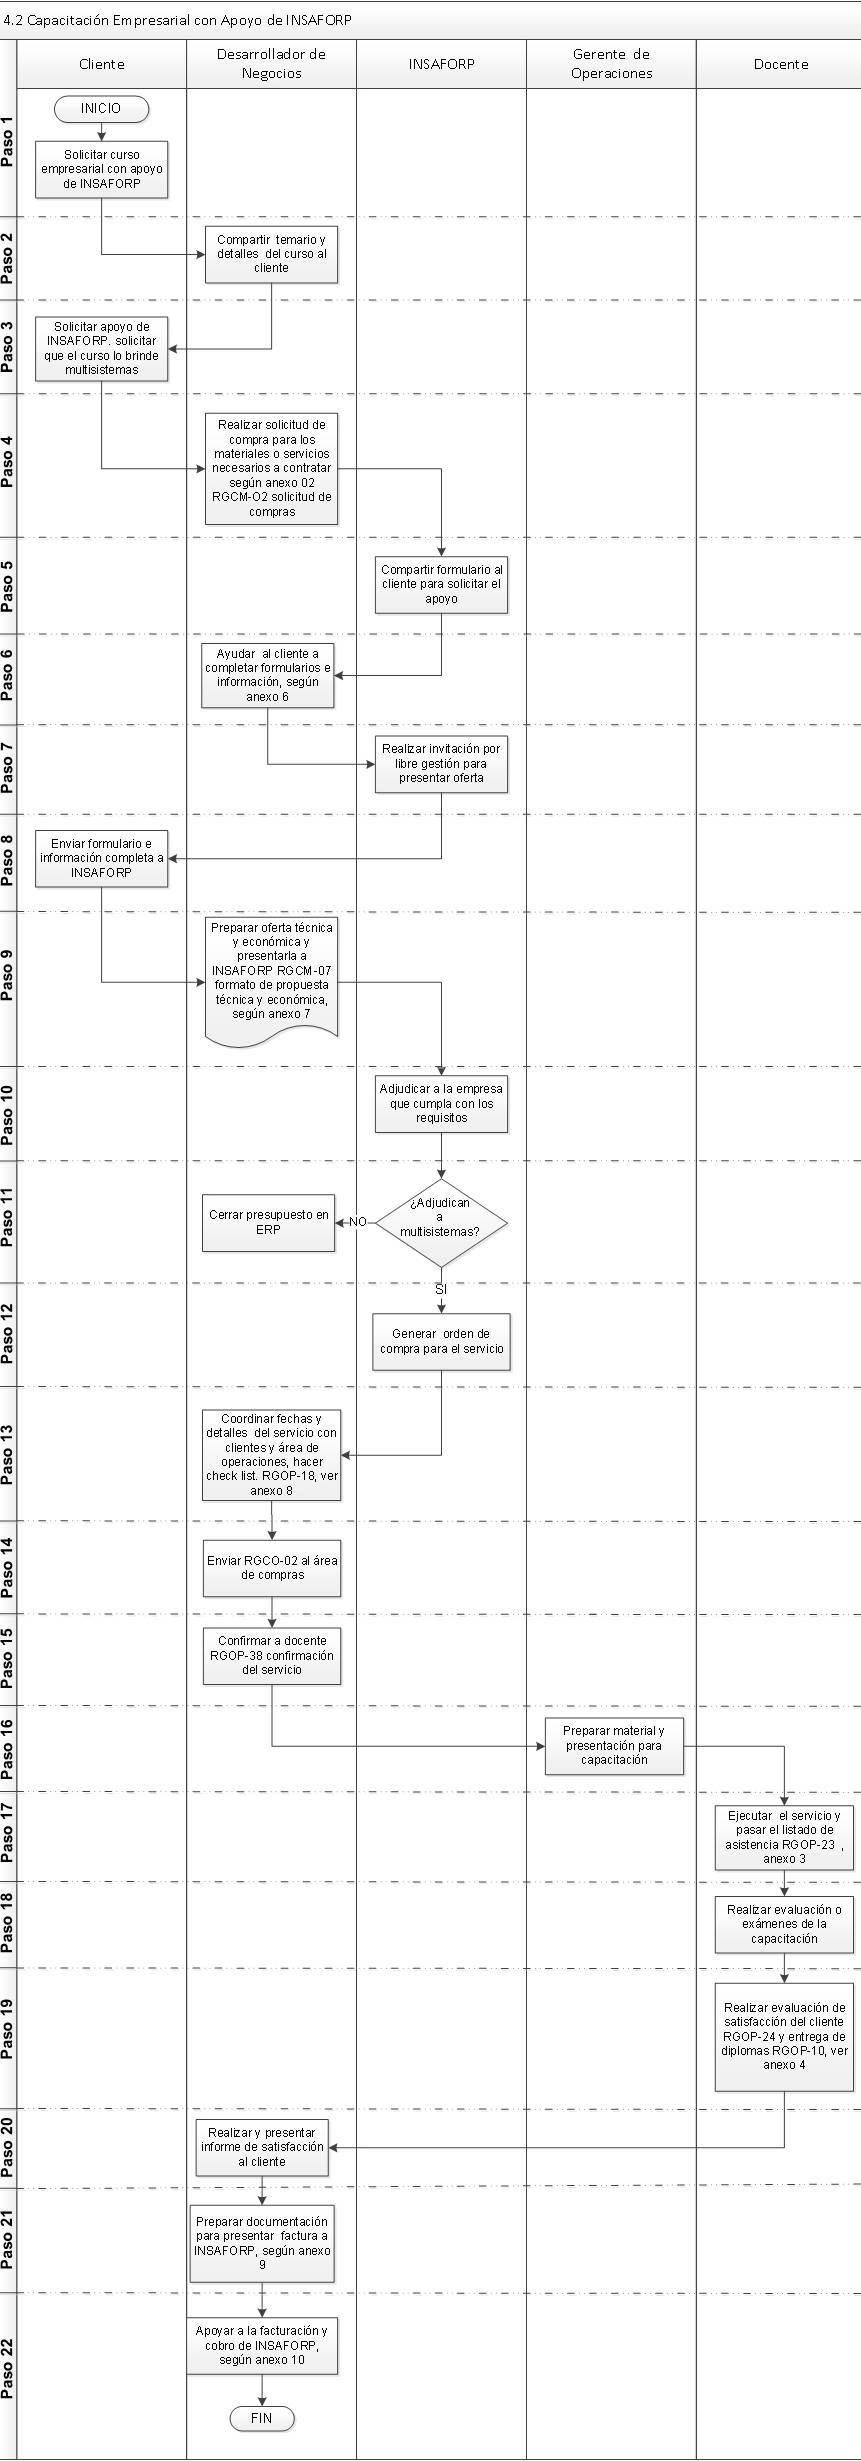 4.2 Capacitación Empresarial con Apoyo de INSAFORP
Cliente
Desarrollador de
Negocios
INSAFORP
Gerente de
Operaciones
Docente
Paso 1
INICIO
Solicitar curso
empresarial con apoyo
de INSAFORP
Paso 2
Compartir temario y
detalles del curso al
cliente
Paso 3
Solicitar apoyo de
INSAFORP. solicitar
que el curso lo brinde
multisistemas
Paso 4
Realizar solicitud de
compra para los
materiales o servicios
necesarios a contratar
según anexo 02
RGCM-O2 solicitud de
compras
Paso 5
Compartir formulario al
cliente para solicitar el
apoyo
Paso 6
Ayudar al cliente a
completar formularios e
información, según
anexo 6
Paso 7
Realizar invitación por
libre gestión para
presentar oferta
Paso 8
Enviar formulario e
información completa a
INSAFORP
Paso 9
Preparar oferta técnica
y económica y
presentarla a
INSAFORP RGCM-07
formato de propuesta
técnica y económica,
según anexo 7
Paso 10
Adjudicar a la empresa
que cumpla con los
requisitos
Paso 11
Cerrar presupuesto en
ERP
NO
¿Adjudican
a
multisistemas?
SI
Paso 12
Generar orden de
compra para el servicio
Paso 13
Coordinar fechas y
detalles del servicio con
clientes y área de
operaciones, hacer
check list. RGOP-18, ver
anexo 8
Paso 14
Enviar RGCO-02 al área
de compras
Paso 15
Confirmar a docente
RGOP-38 confirmación
del servicio
Paso 16
Preparar material y
presentación para
capacitación
Paso 17
Ejecutar el servicio y
pasar el listado de
asistencia RGOP-23 ,
anexo 3
Paso 18
Realizar evaluación o
exámenes de la
capacitación
Paso 19
Realizar evaluación de
satisfacción del cliente
RGOP-24 y entrega de
diplomas RGOP-10, ver
anexo 4
Paso 20
Realizar y presentar
informe de satisfacción
al cliente
Paso 21
Preparar documentación
para presentar factura a
INSAFORP, según anexo
9
Paso 22
Apoyar a la facturación y
cobro de INSAFORP,
según anexo 10
FIN